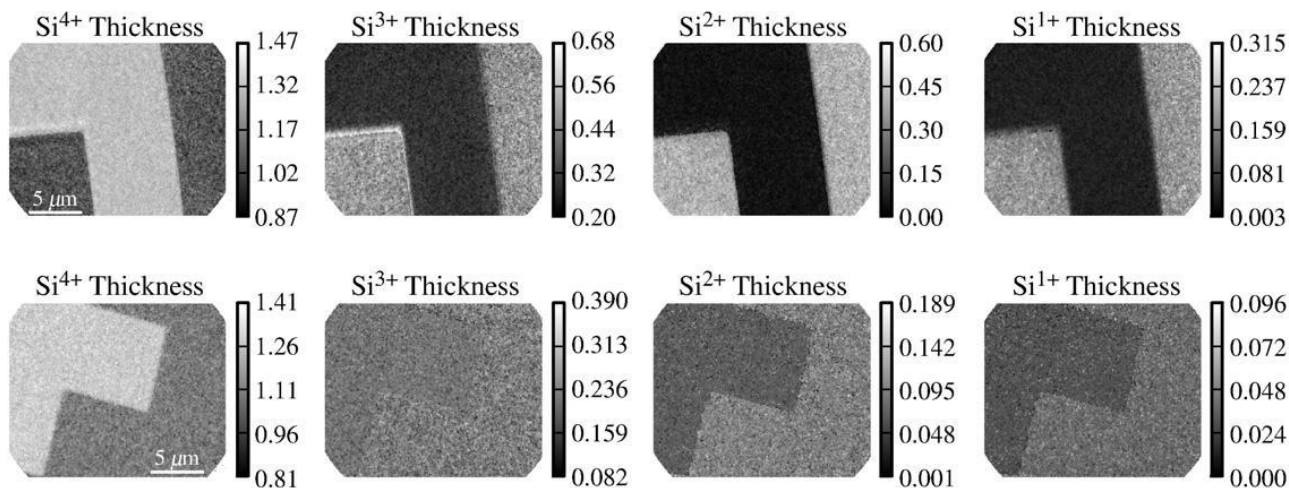 Si4+ Thickness Si3+ Thickness Si2+ Thickness Si1+ Thickness
1.47 0.68 0.60 0.315
1.32 0.56 0.45 0.237
1.17 0.44 0.30 0.159
1.02 0.32 0.15 0.081
5 μm
0.87 0.20 0.00 0.003
Si4+ Thickness Si3+ Thickness Si2+ Thickness Si1+ Thickness
1.41 0.390 0.189 0.096
1.26 0.313 0.142 0.072
1.11 0.236 0.095 0.048
0.96 0.159 0.048 0.024
5 μm
0.81 0.082 0.001 0.000